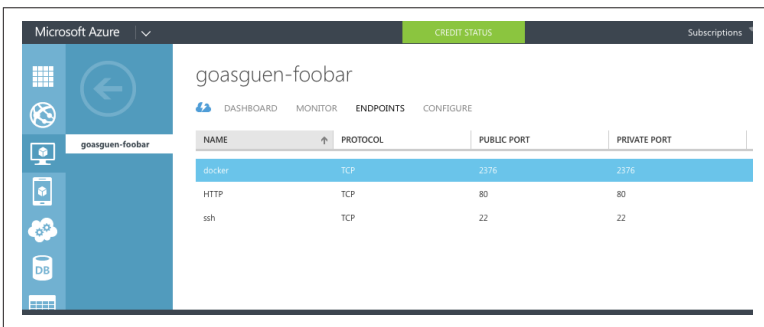 Microsoft Azure
CREDIT STATUS
Subscriptions
goasguen-foobar
DASHBOARD MONITOR ENDPOINTS CONFIGURE
goasguen-foobar
NAME PROTOCOL PUBLIC PORT PRIVATE PORT
docker TCP 2376 2376
HTTP TCP 80 80
ssh TCP 22 22
DB